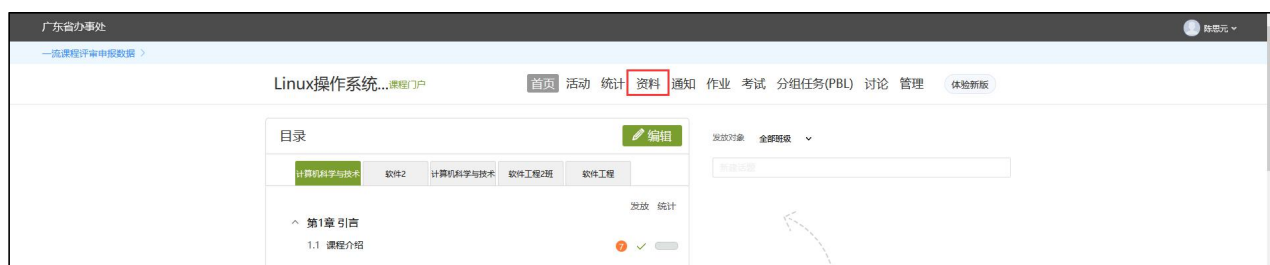 广东省办事处
陈思元
一流课程评审申报数据 >
Linux操作系统...课程门户 首页 活动 统计 资料 通知 作业 考试 分组任务(PBL) 讨论 管理 体验新版
目录 编辑 发放对象 全部班级
计算机科学与技术 软件2 计算机科学与技术 软件工程2班 软件工程
发放 统计
第1章 引言
1.1 课程介绍 7